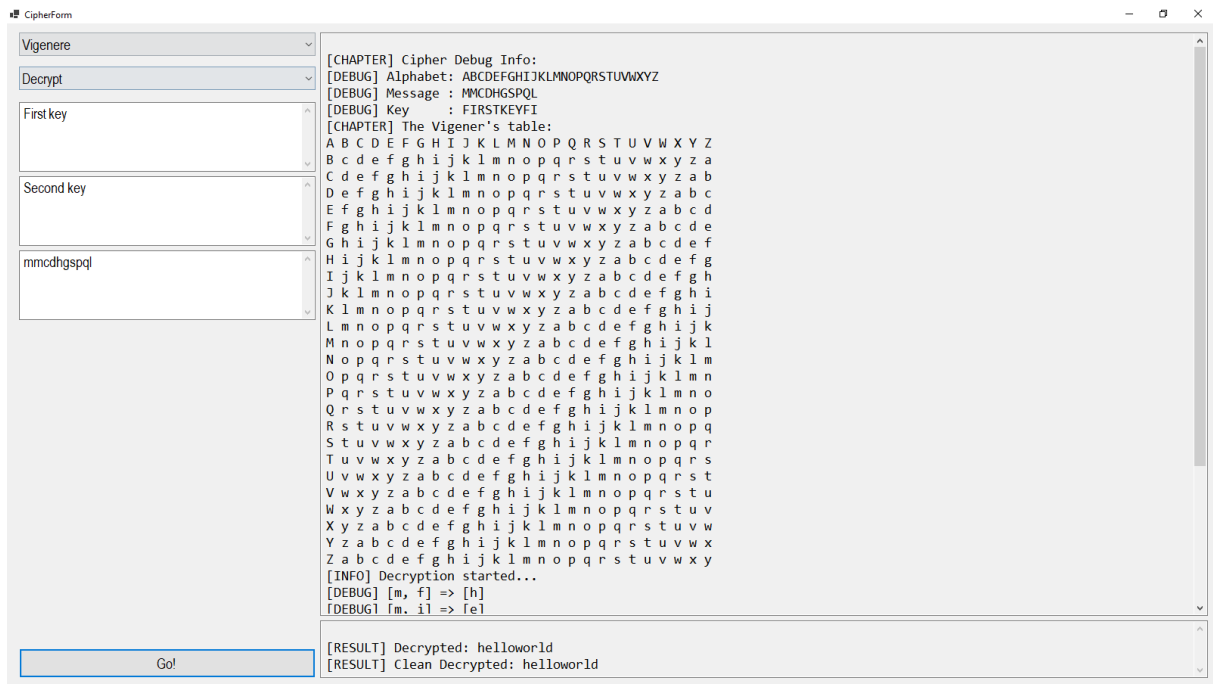 CipherForm
Vigenere
Decrypt
First key
Second key
mmcdhgspql
Go!
[CHAPTER] Cipher Debug Info:
[DEBUG] Alphabet: ABCDEFGHIJKLMNOPQRSTUVWXYZ
[DEBUG] Message : MMCDHGSPQL
[DEBUG] Key     : FIRSTKEYFI
[CHAPTER] The Vigener's table:
A B C D E F G H I J K L M N O P Q R S T U V W X Y Z
B c d e f g h i j k l m n o p q r s t u v w x y z a
C d e f g h i j k l m n o p q r s t u v w x y z a b
D e f g h i j k l m n o p q r s t u v w x y z a b c
E f g h i j k l m n o p q r s t u v w x y z a b c d
F g h i j k l m n o p q r s t u v w x y z a b c d e
G h i j k l m n o p q r s t u v w x y z a b c d e f
H i j k l m n o p q r s t u v w x y z a b c d e f g
I j k l m n o p q r s t u v w x y z a b c d e f g h
J k l m n o p q r s t u v w x y z a b c d e f g h i
K l m n o p q r s t u v w x y z a b c d e f g h i j
L m n o p q r s t u v w x y z a b c d e f g h i j k
M n o p q r s t u v w x y z a b c d e f g h i j k l
N o p q r s t u v w x y z a b c d e f g h i j k l m
O p q r s t u v w x y z a b c d e f g h i j k l m n
P q r s t u v w x y z a b c d e f g h i j k l m n o
Q r s t u v w x y z a b c d e f g h i j k l m n o p
R s t u v w x y z a b c d e f g h i j k l m n o p q
S t u v w x y z a b c d e f g h i j k l m n o p q r
T u v w x y z a b c d e f g h i j k l m n o p q r s
U v w x y z a b c d e f g h i j k l m n o p q r s t
V w x y z a b c d e f g h i j k l m n o p q r s t u
W x y z a b c d e f g h i j k l m n o p q r s t u v
X y z a b c d e f g h i j k l m n o p q r s t u v w
Y z a b c d e f g h i j k l m n o p q r s t u v w x
Z a b c d e f g h i j k l m n o p q r s t u v w x y
[INFO] Decryption started...
[DEBUG] [m, f] => [h]
[DEBUG] [m, i] => [e]
[RESULT] Decrypted: helloworld
[RESULT] Clean Decrypted: helloworld